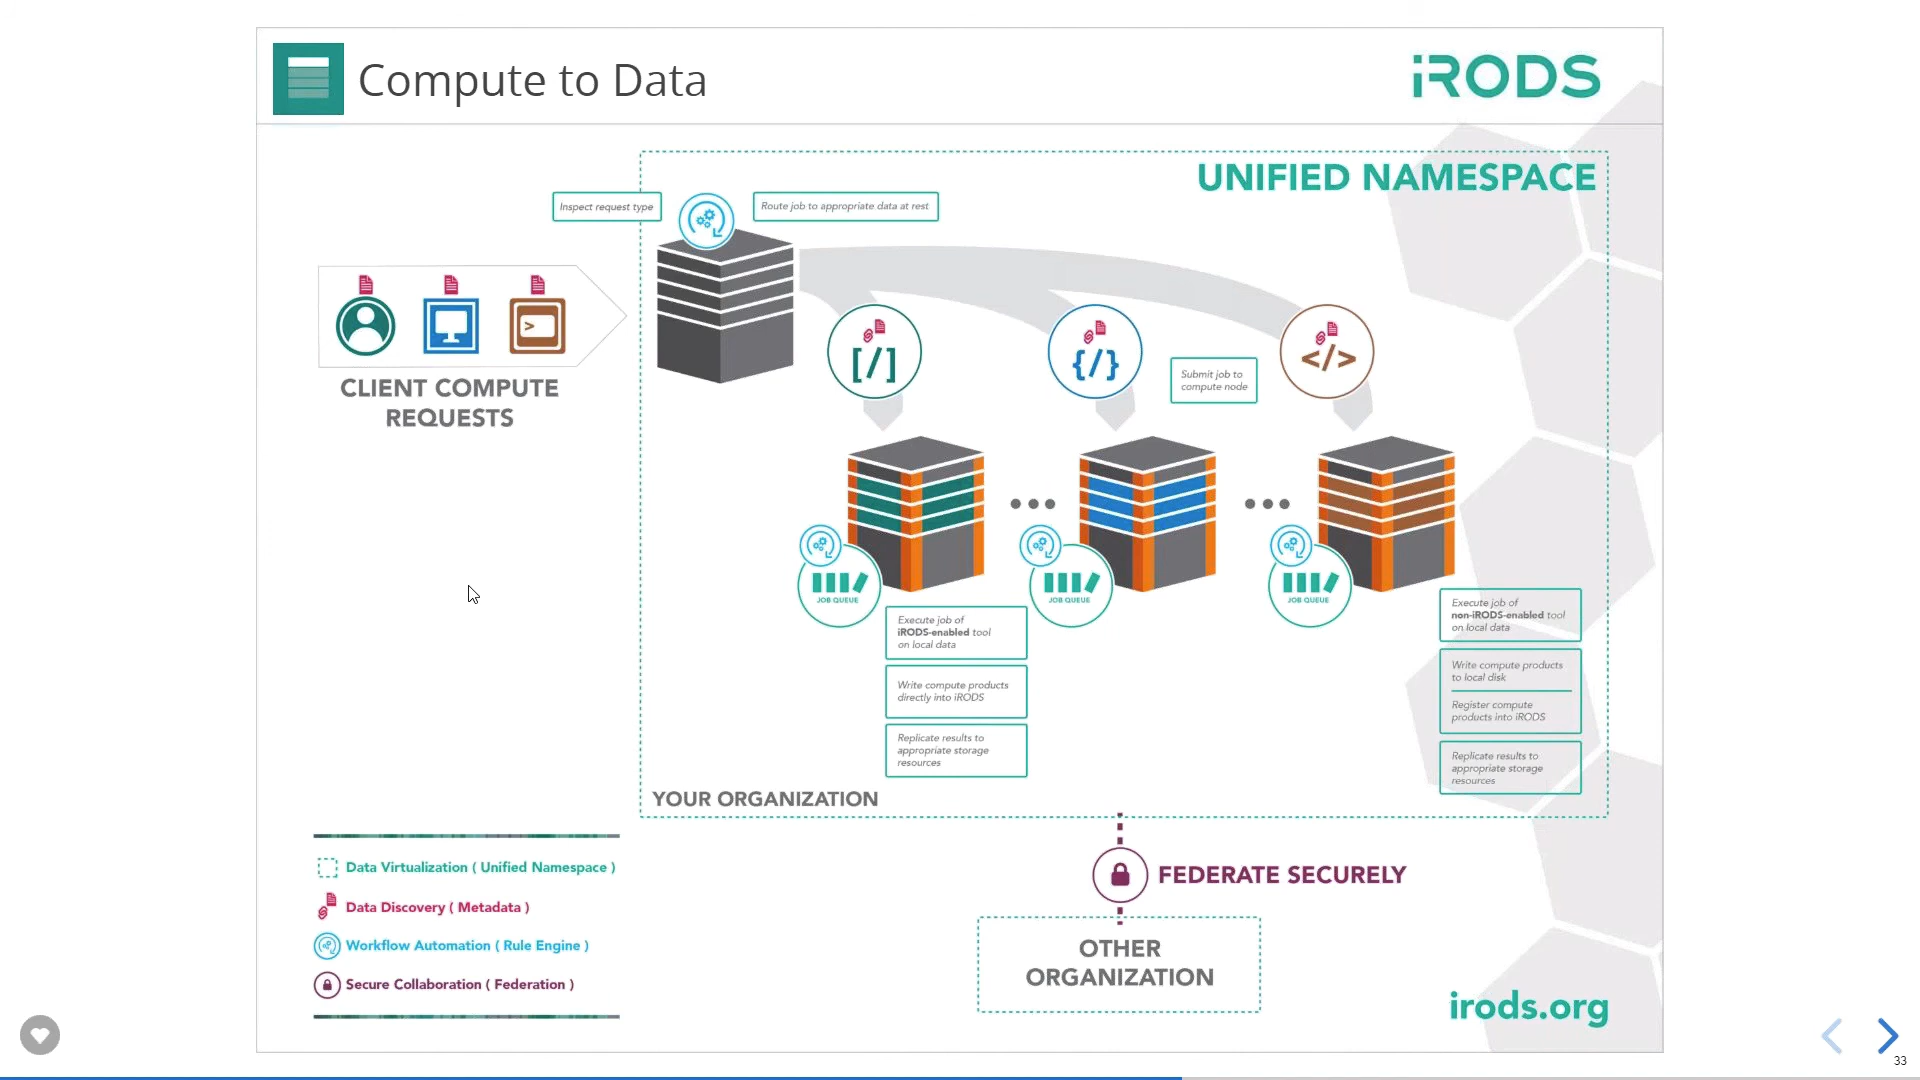 Compute to Data
iRODS
UNIFIED NAMESPACE
Inspect request type
Route job to appropriate data at rest
CLIENT COMPUTE
REQUESTS
[/]
{/}
</>
Submit job to
compute node
JOB QUEUE
JOB QUEUE
JOB QUEUE
Execute job of
iRODS-enabled tool
on local data
Write compute products
directly into iRODS
Replicate results to
appropriate storage
resources
Execute job of
non-iRODS-enabled tool
on local data
Write compute products
to local disk
Register compute
products into iRODS
Replicate results to
appropriate storage
resources
YOUR ORGANIZATION
Data Virtualization ( Unified Namespace )
Data Discovery ( Metadata )
Workflow Automation ( Rule Engine )
Secure Collaboration ( Federation )
FEDERATE SECURELY
OTHER
ORGANIZATION
irods.org
33